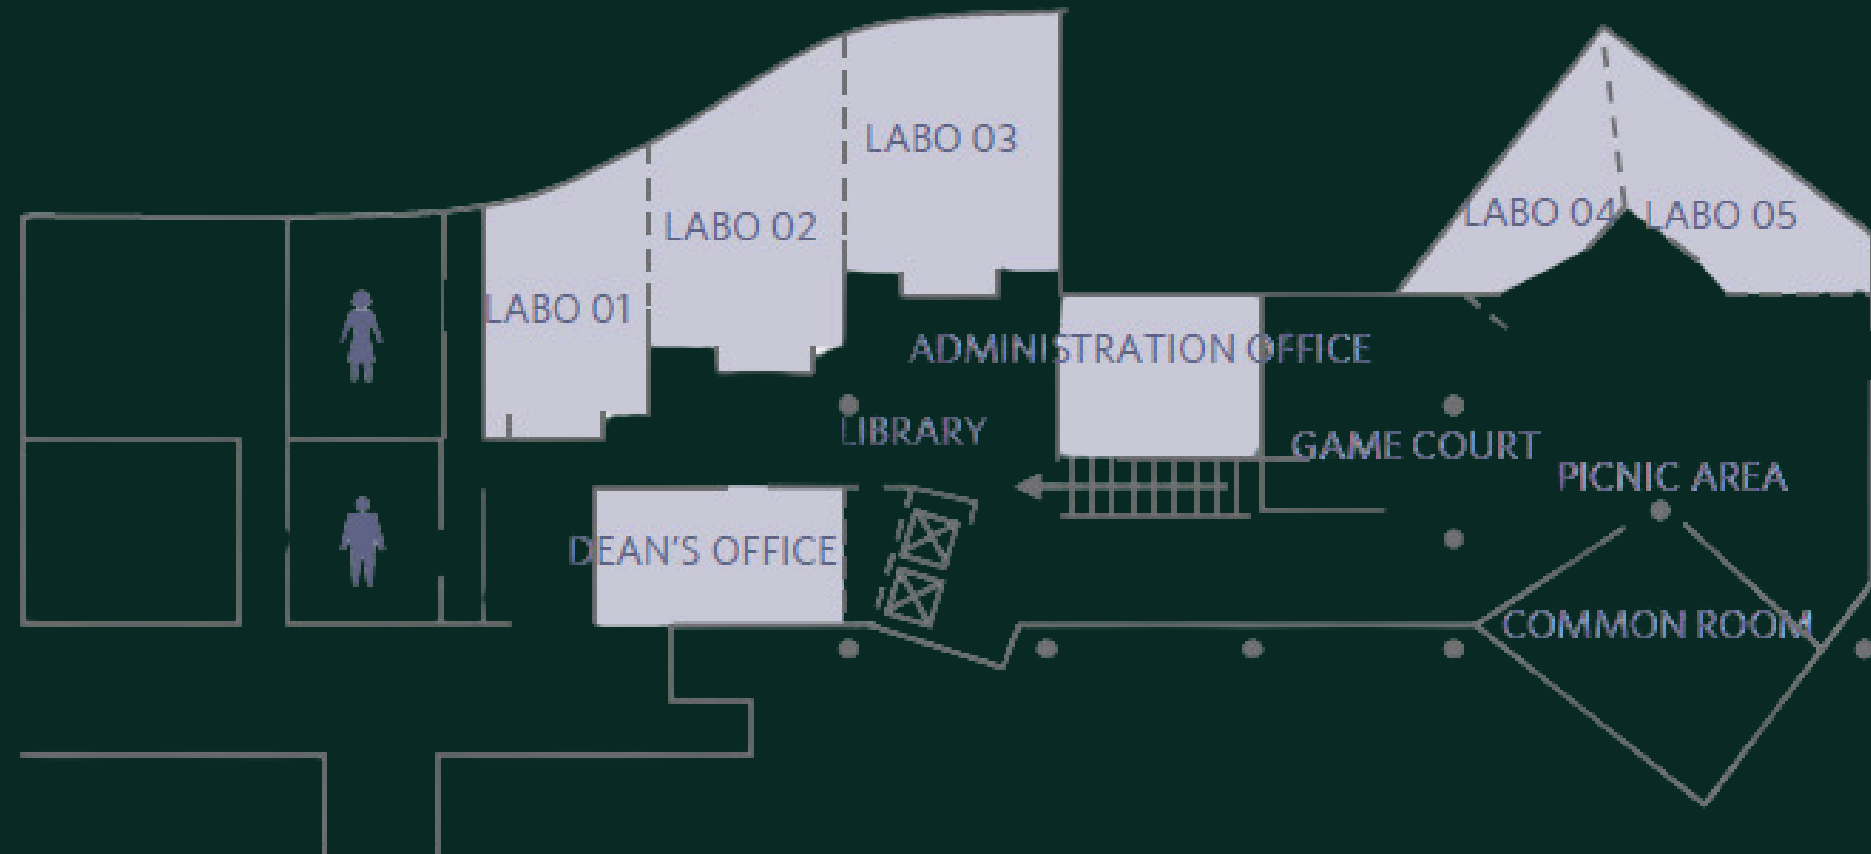 LABO 03
LABO 02
LABO 04
LABO 05
LABO 01
ADMINISTRATION OFFICE
LIBRARY
GAME COURT
PICNIC AREA
DEAN'S OFFICE
COMMON ROOM